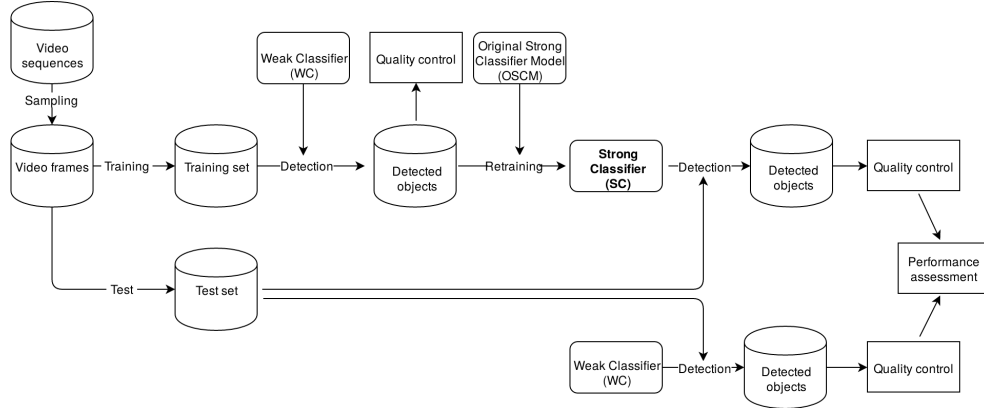 Video
sequences
Sampling
Weak Classifier
(WC)
Quality control
Original Strong
Classifier Model
(OSCM)
Video frames
Training
Training set
Detection
Detected
objects
Retraining
Strong
Classifier
(SC)
Detection
Detected
objects
Quality control
Performance
assessment
Test
Test set
Weak Classifier
(WC)
Detection
Detected
objects
Quality control